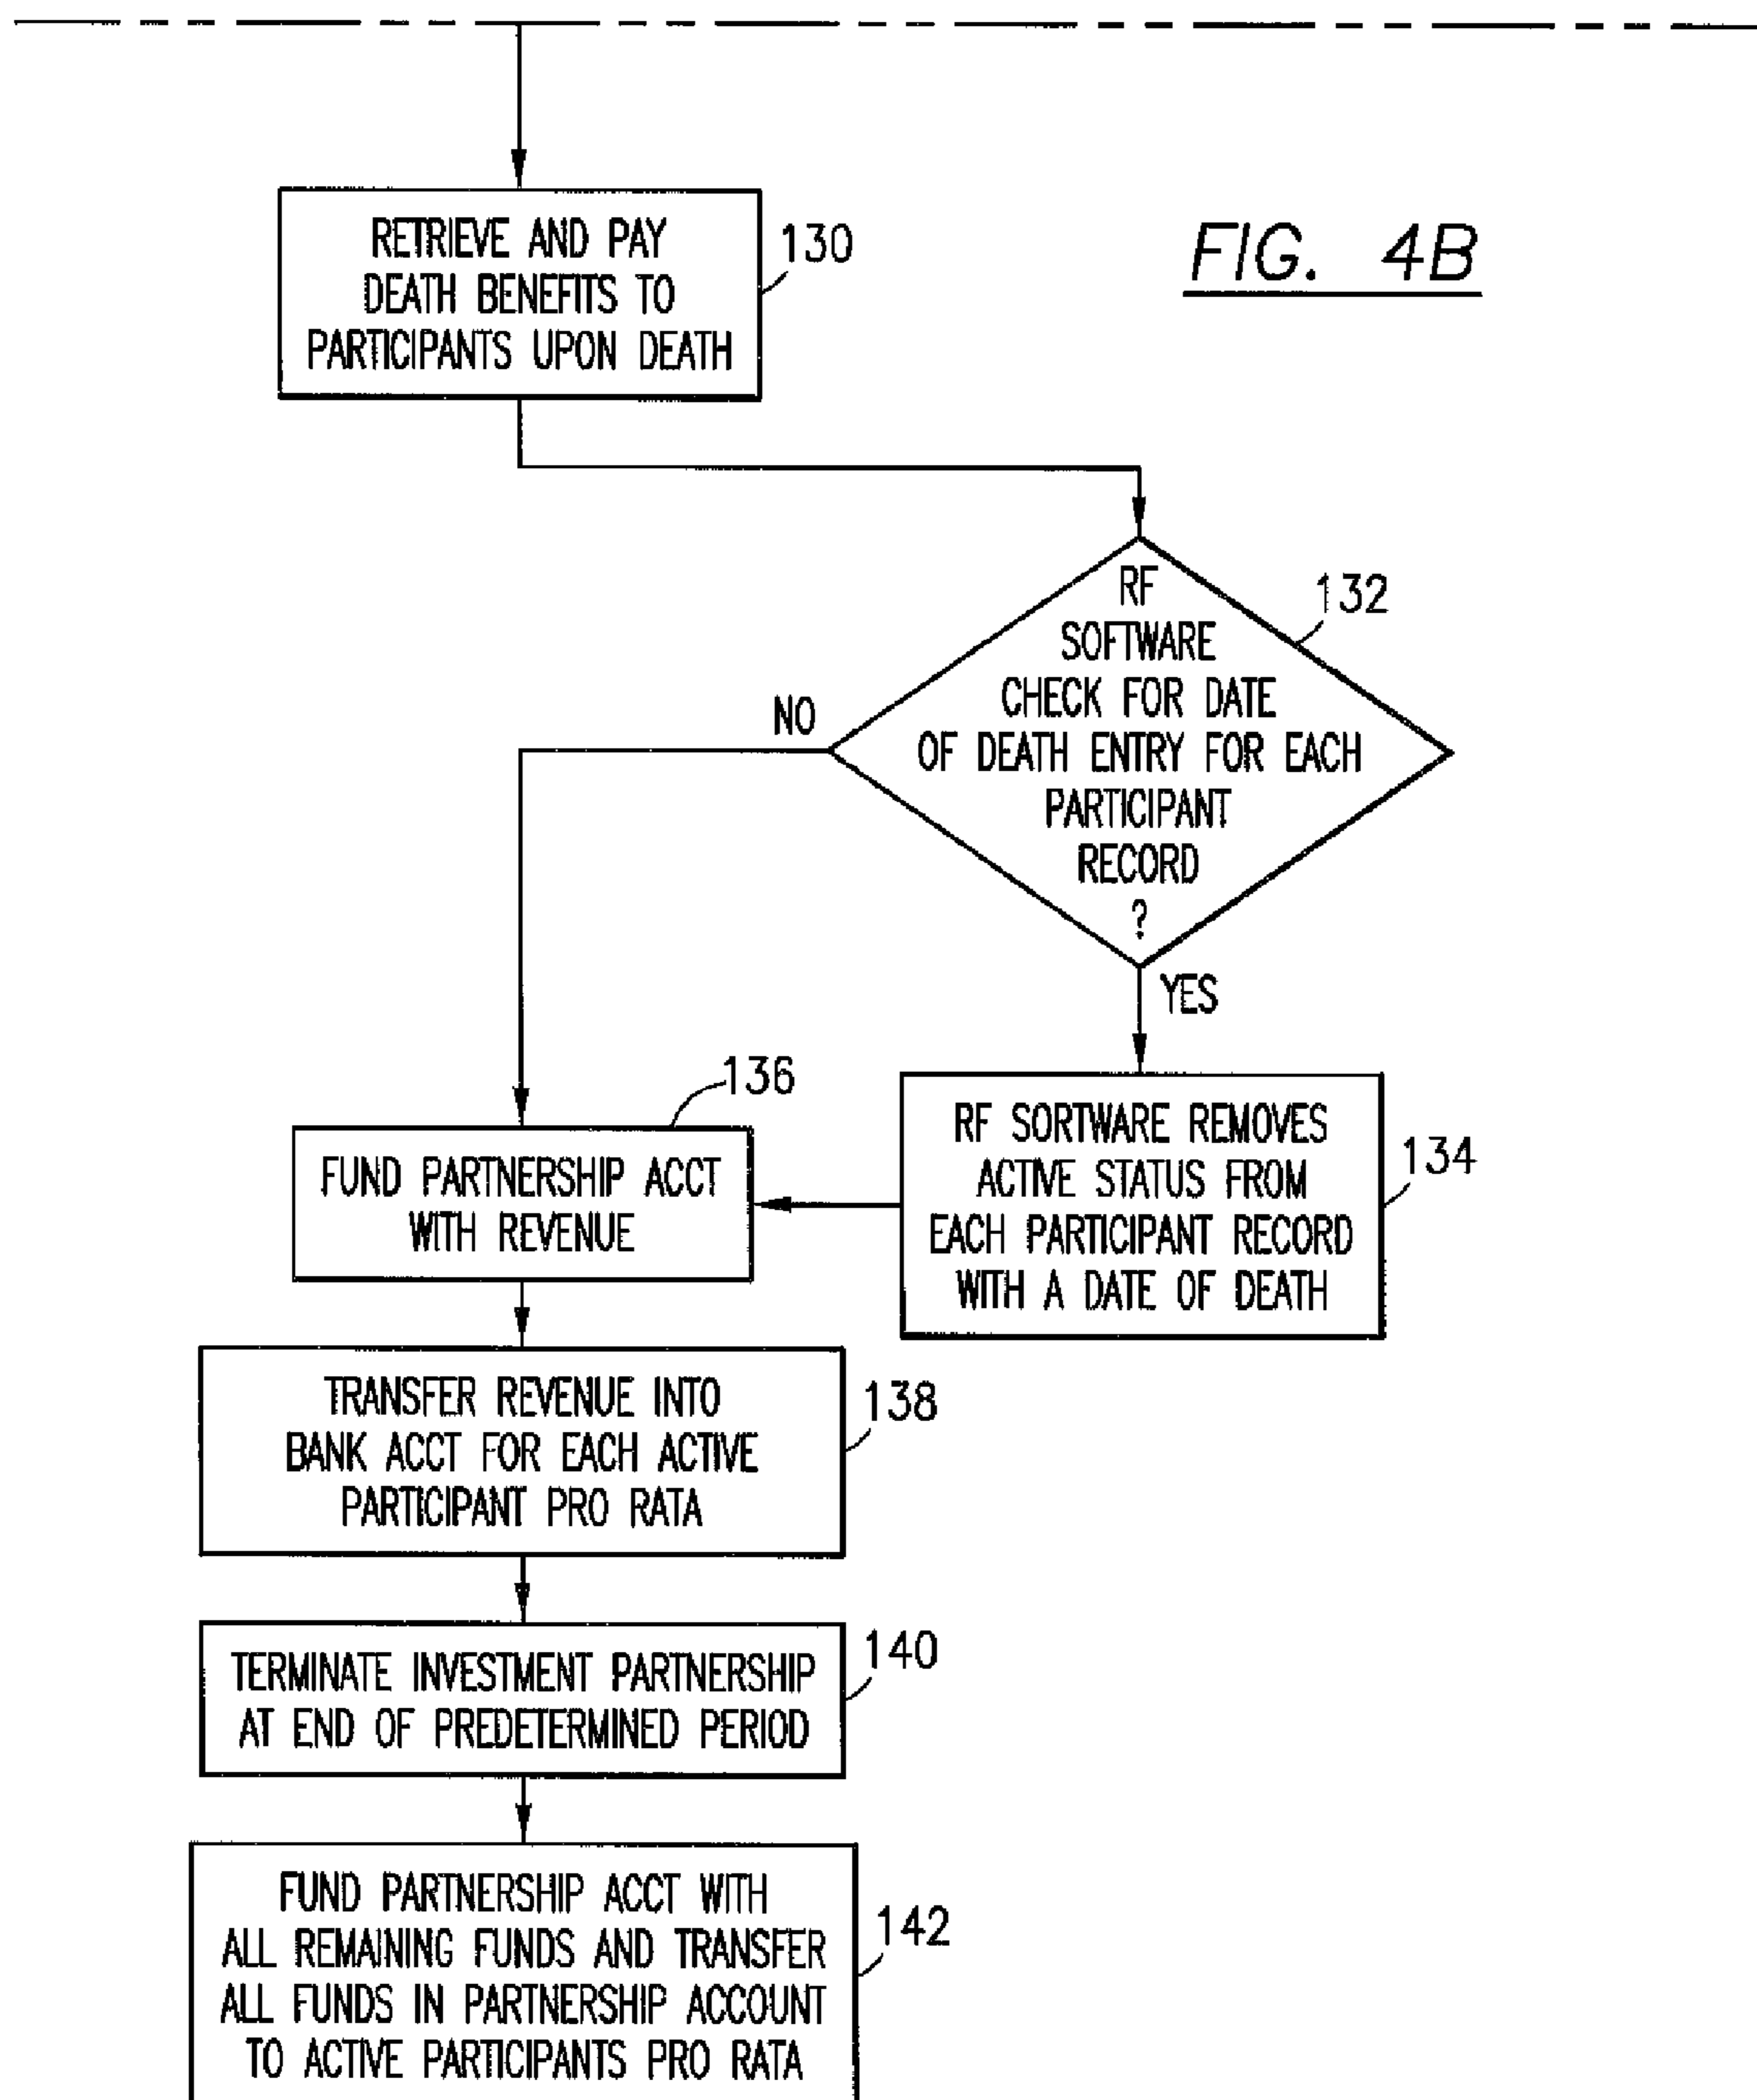 RETRIEVE AND PAY
DEATH BENEFITS TO
PARTICIPANTS UPON DEATH
130
FIG. 4B
RF
SOFTWARE
CHECK FOR DATE
OF DEATH ENTRY FOR EACH
PARTICIPANT
RECORD
?
132
NO
YES
136
FUND PARTNERSHIP ACCT
WITH REVENUE
RF SORTWARE REMOVES
ACTIVE STATUS FROM
EACH PARTICIPANT RECORD
WITH A DATE OF DEATH
134
TRANSFER REVENUE INTO
BANK ACCT FOR EACH ACTIVE
PARTICIPANT PRO RATA
138
TERMINATE INVESTMENT PARTNERSHIP
AT END OF PREDETERMINED PERIOD
140
FUND PARTNERSHIP ACCT WITH
ALL REMAINING FUNDS AND TRANSFER
ALL FUNDS IN PARTNERSHIP ACCOUNT
TO ACTIVE PARTICIPANTS PRO RATA
142